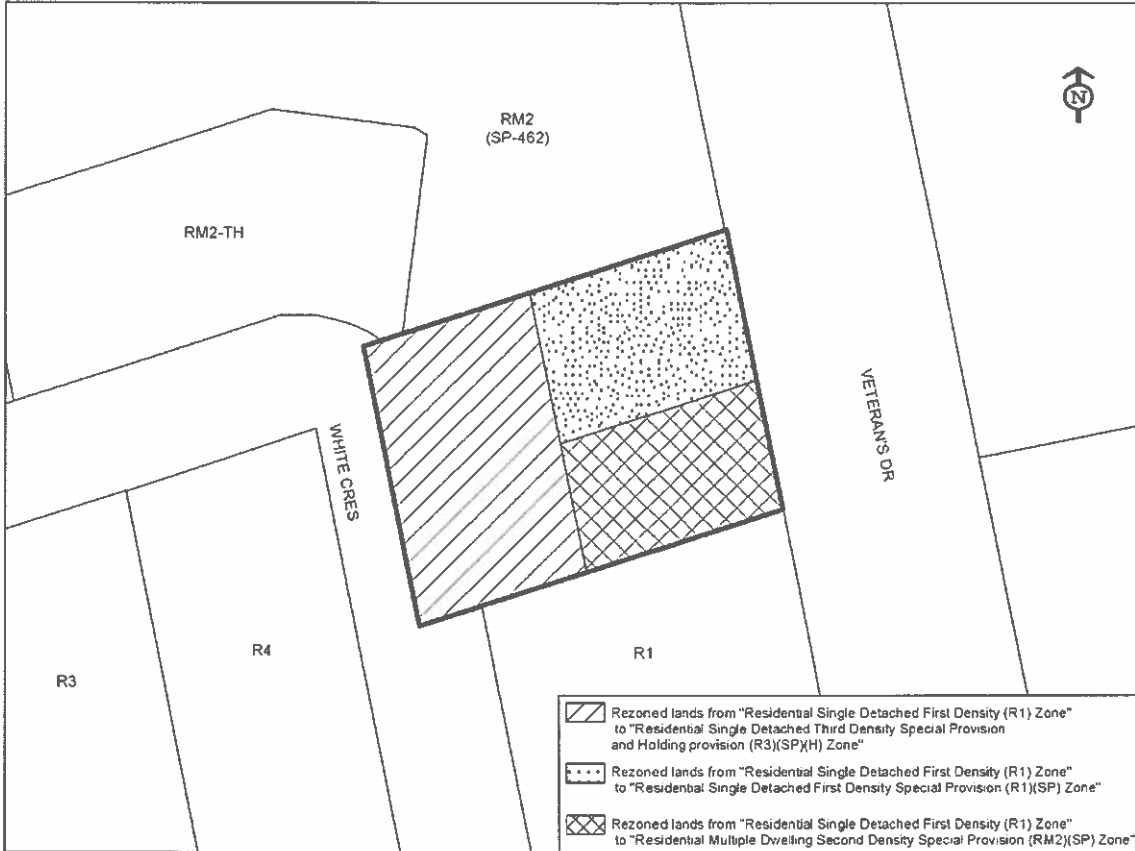 N
RM2
(SP-462)
RM2-TH
VETERAN'S DR
WHITE CRES
R4
R1
R3
Rezoned lands from "Residential Single Detached First Density (R1) Zone"
to "Residential Single Detached Third Density Special Provision
and Holding provision (R3)(SP)(H) Zone"
Rezoned lands from "Residential Single Detached First Density (R1) Zone"
to "Residential Single Detached First Density Special Provision (R1)(SP) Zone"
Rezoned lands from "Residential Single Detached First Density (R1) Zone"
to "Residential Multiple Dwelling Second Density Special Provision (RM2)(SP) Zone"